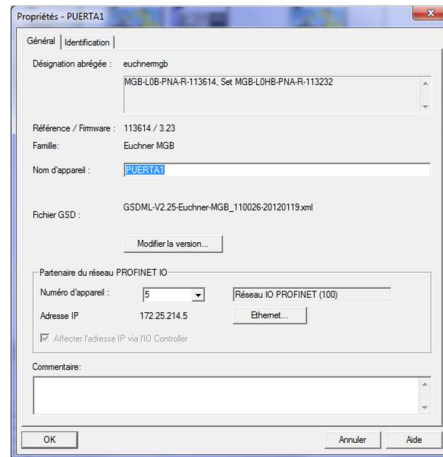 Propriétés - PUERTA1
Général
Identification
Désignation abrégée :
euchnermgb
MGB-L0B-PNA-R-113614, Set MGB-L0HB-PNA-R-113232
Référence / Firmware :
113614 / 3.23
Famille:
Euchner MGB
Nom d'appareil :
PUERTA1
Fichier GSD :
GSDML-V2.25-Euchner-MGB_110026-20120119.xml
Modifier la version...
Partenaire du réseau PROFINET IO
Numéro d'appareil :
5
Réseau IO PROFINET (100)
Adresse IP
172.25.214.5
Ethernet...
Affecter l'adresse IP via l'IO Controller
Commentaire:
OK
Annuler
Aide